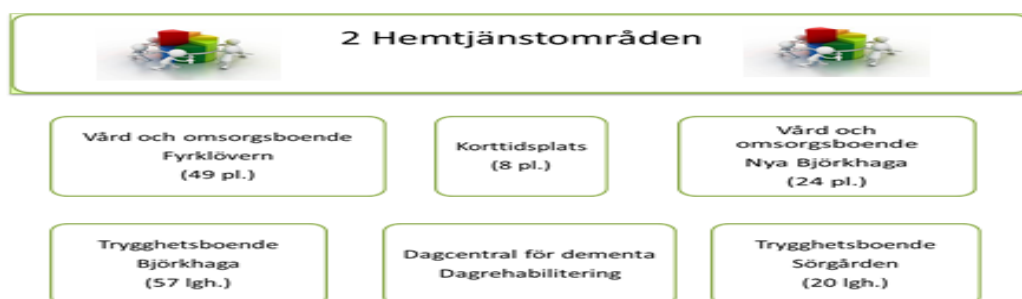 2 Hemtjänstområden
Vård och omsorgsboende
Fyrklövern
(49 pl.)
Korttidsplats
(8 pl.)
Vård och
omsorgsboende
Nya Björkhaga
(24 pl.)
Trygghetsboende
Björkhaga
(57 lgh.)
Dagcentral för dementa
Dagrehabilitering
Trygghetsboende
Sörgården
(20 lgh.)